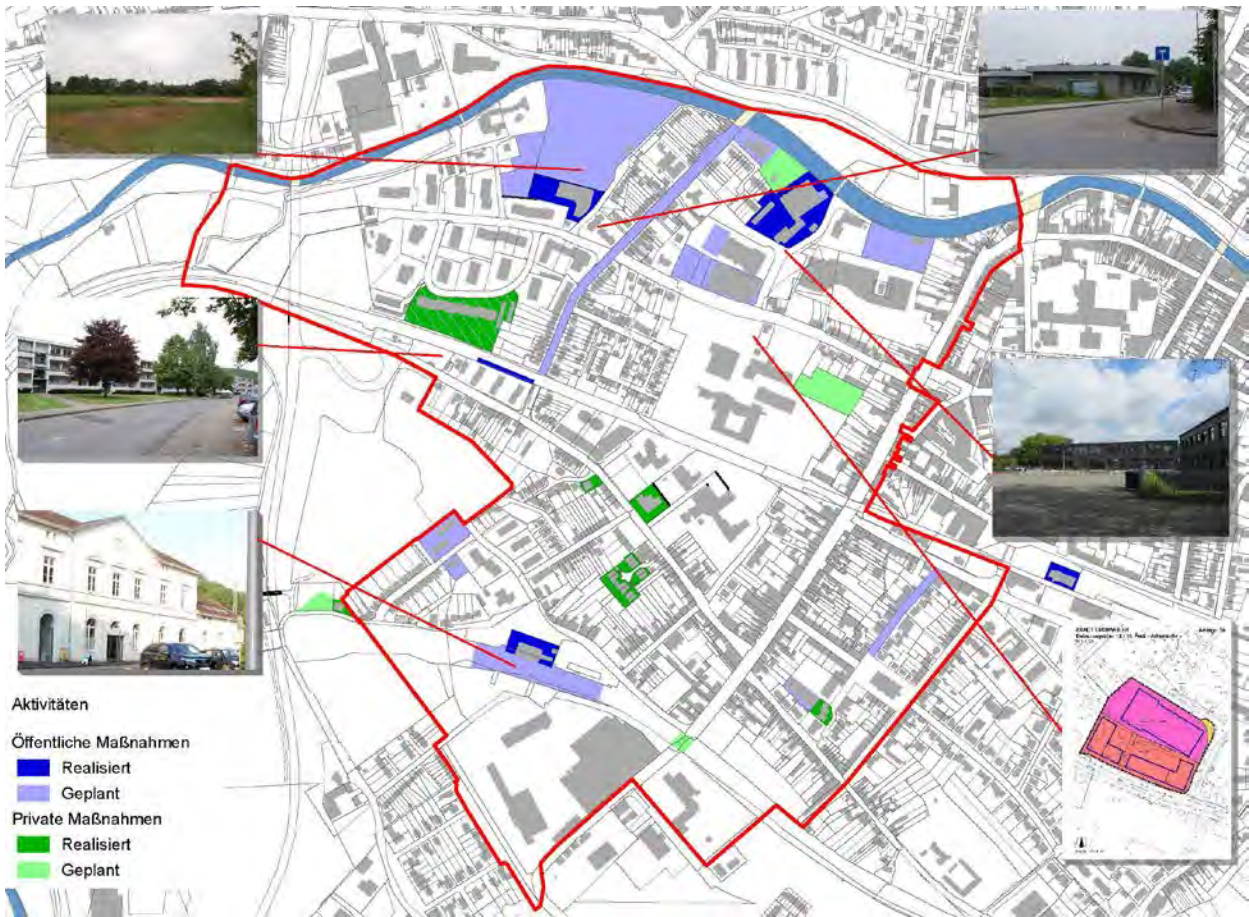 Aktivitäten
Öffentliche Maßnahmen
Realisiert
Geplant
Private Maßnahmen
Realisiert
Geplant